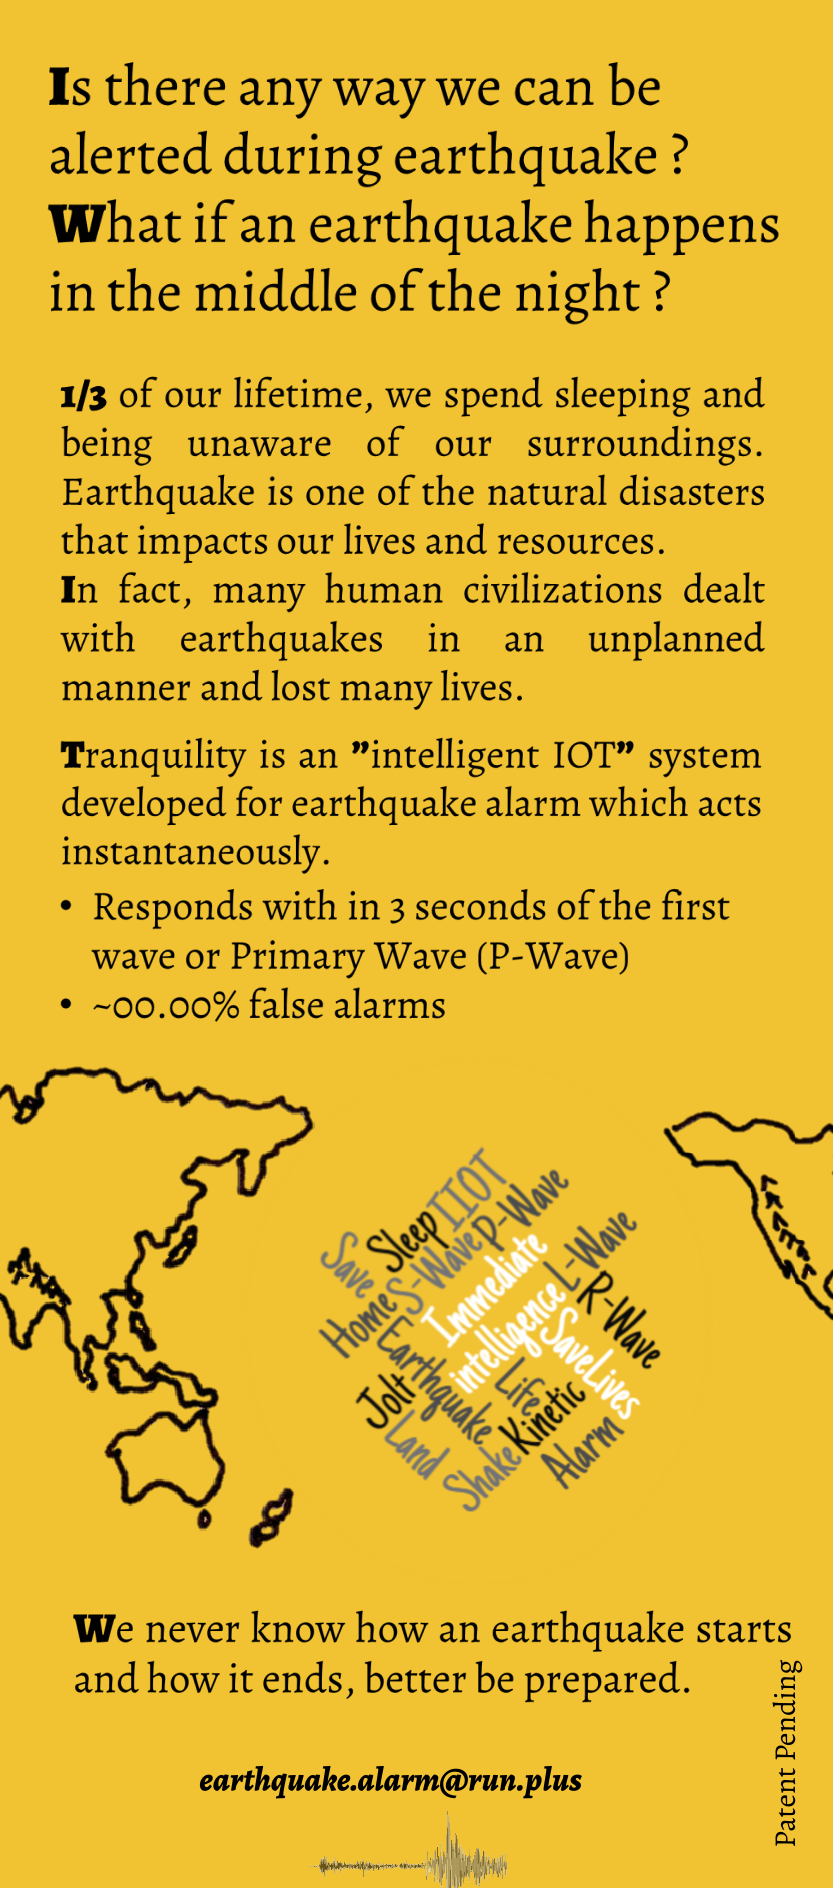 Is there any way we can be
alerted during earthquake ?
What if an earthquake happens
in the middle of the night ?
1/3 of our lifetime, we spend sleeping and
being unaware of our surroundings.
Earthquake is one of the natural disasters
that impacts our lives and resources.
In fact, many human civilizations dealt
with earthquakes in an unplanned
manner and lost many lives.
Tranquility is an ”intelligent IOT” system
developed for earthquake alarm which acts
instantaneously.
• Responds with in 3 seconds of the first
wave or Primary Wave (P-Wave)
• ~00.00% false alarms
Save
Sleep
IIOT
Home
S-Wave
P-Wave
Immediate
L-Wave
Earthquake
intelligence
R-Wave
SaveLives
Jolt
Life
Land
Kinetic
Shake
Alarm
We never know how an earthquake starts
and how it ends, better be prepared.
Patent Pending
earthquake.alarm@run.plus